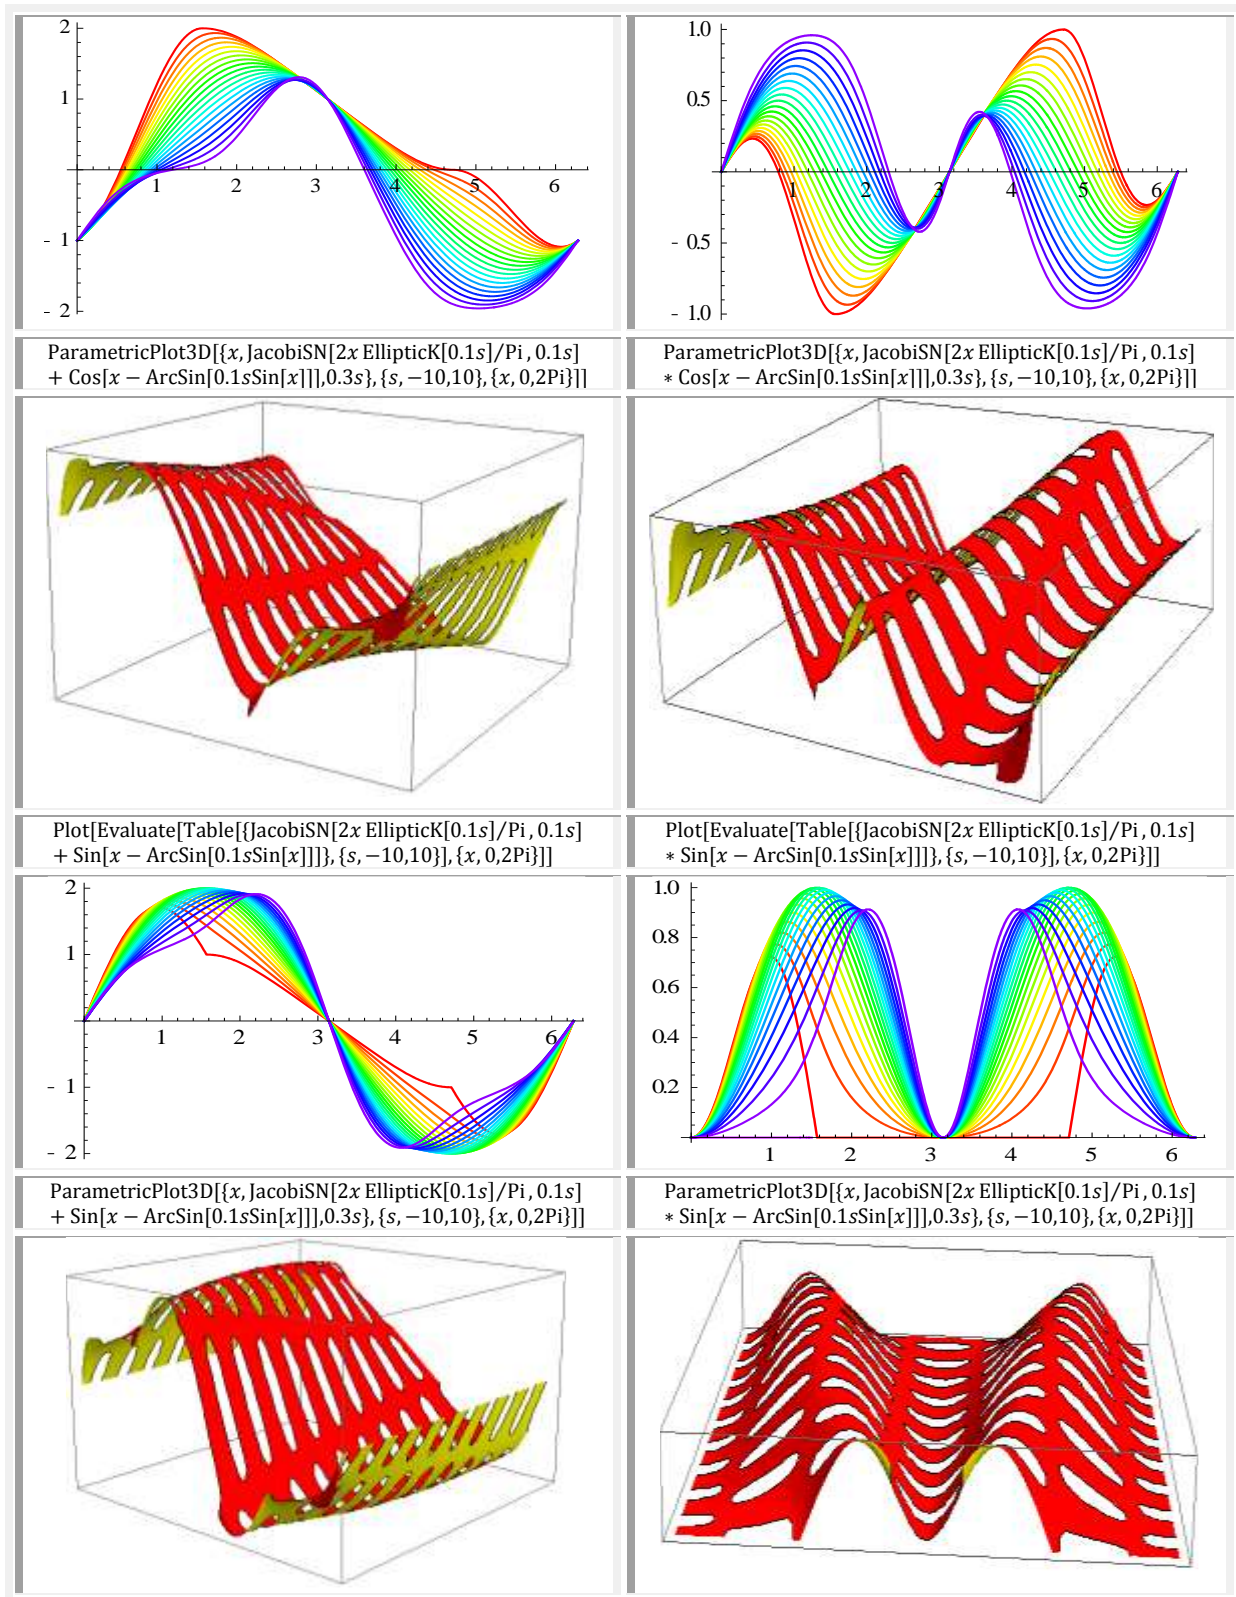 2
1
- 1
- 2
1 2 3 4 5 6
1.0
0.5
- 0.5
- 1.0
1 2 3 4 5 6
ParametricPlot3D[{x, JacobiSN[2x EllipticK[0.1s]/Pi , 0.1s]
+ Cos[x − ArcSin[0.1sSin[x]]],0.3s}, {s, −10,10}, {x, 0,2Pi}]]
ParametricPlot3D[{x, JacobiSN[2x EllipticK[0.1s]/Pi , 0.1s]
∗ Cos[x − ArcSin[0.1sSin[x]]],0.3s}, {s, −10,10}, {x, 0,2Pi}]]
Plot[Evaluate[Table[{JacobiSN[2x EllipticK[0.1s]/Pi , 0.1s]
+ Sin[x − ArcSin[0.1sSin[x]]]}, {s, −10,10}], {x, 0,2Pi}]]
Plot[Evaluate[Table[{JacobiSN[2x EllipticK[0.1s]/Pi , 0.1s]
∗ Sin[x − ArcSin[0.1sSin[x]]]}, {s, −10,10}], {x, 0,2Pi}]]
2
1
- 1
- 2
1 2 3 4 5 6
1.0
0.8
0.6
0.4
0.2
1 2 3 4 5 6
ParametricPlot3D[{x, JacobiSN[2x EllipticK[0.1s]/Pi , 0.1s]
+ Sin[x − ArcSin[0.1sSin[x]]],0.3s}, {s, −10,10}, {x, 0,2Pi}]]
ParametricPlot3D[{x, JacobiSN[2x EllipticK[0.1s]/Pi , 0.1s]
∗ Sin[x − ArcSin[0.1sSin[x]]],0.3s}, {s, −10,10}, {x, 0,2Pi}]]